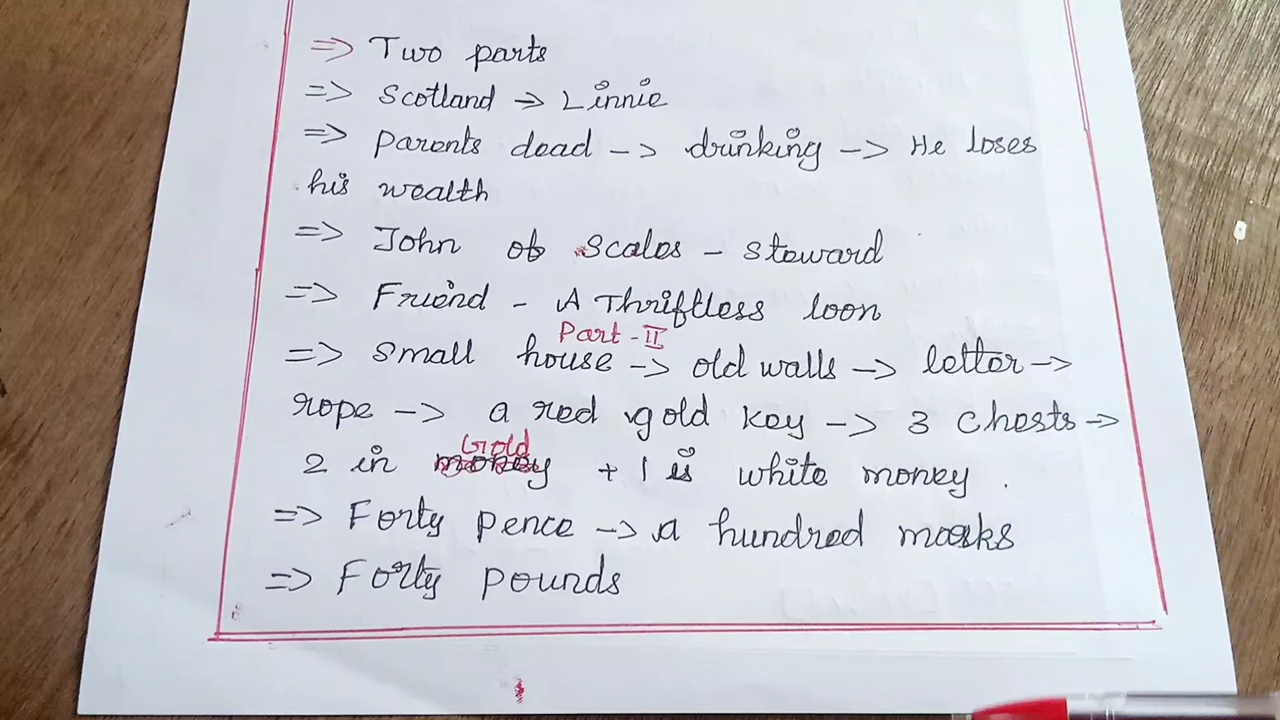 => Two parts
=> Scotland -> Linnie
=> Parents dead -> drinking -> He loses
his wealth
=> John of Scales - steward
=> Friend - A Thriftless loon
Part - II
=> Small house -> old walls -> letter ->
rope -> a red gold key -> 3 Chests ->
Gold
2 in money + 1 is white money .
=> Forty pence -> a hundred marks
=> Forty pounds